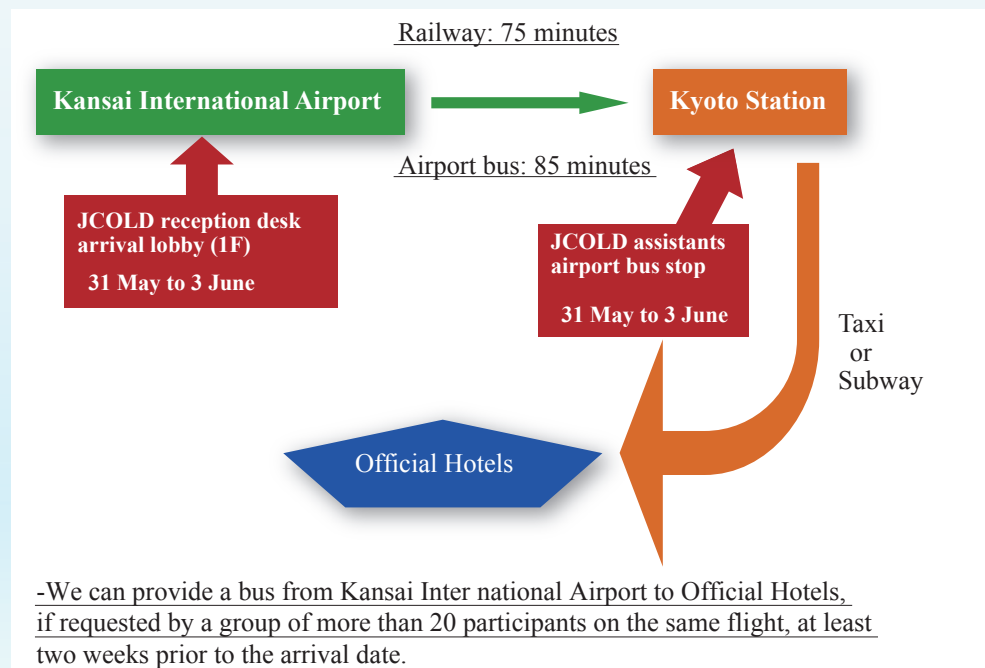 Railway: 75 minutes
Kansai International Airport
Kyoto Station
Airport bus: 85 minutes
JCOLD reception desk
arrival lobby (1F)
31 May to 3 June
JCOLD assistants
airport bus stop
31 May to 3 June
Taxi
or
Subway
Official Hotels
-We can provide a bus from Kansai Inter national Airport to Official Hotels,
if requested by a group of more than 20 participants on the same flight, at least
two weeks prior to the arrival date.